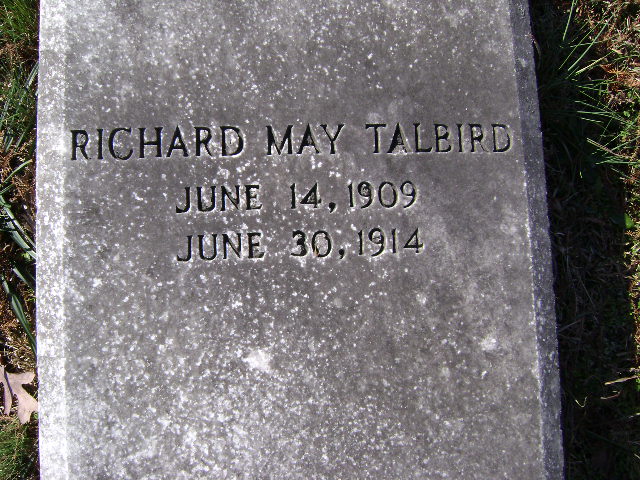 RICHARD MAY TALBIRD
JUNE 14, 1909
JUNE 30, 1914